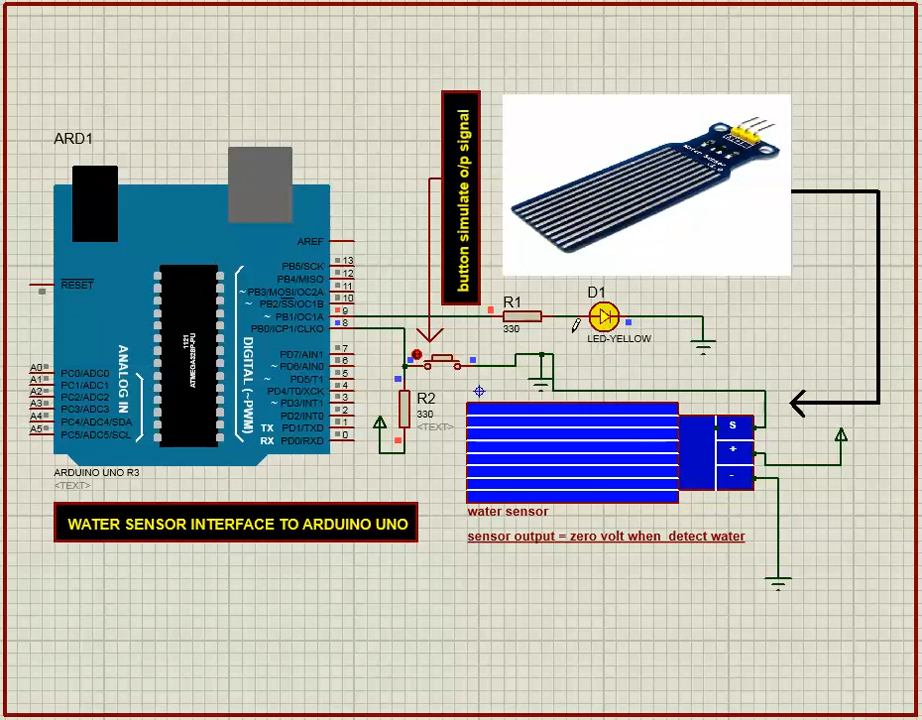 ARD1
RESET
A0
A1
A2
A3
A4
A5
PC0/ADC0
PC1/ADC1
PC2/ADC2
PC3/ADC3
PC4/ADC4/SDA
PC5/ADC5/SCL
ANALOG IN
ATMEGA328P-PU
1121
DIGITAL (~PWM)
AREF
PB5/SCK 13
PB4/MISO 12
~ PB3/MOSI/OC2A 11
~ PB2/SS/OC1B 10
~ PB1/OC1A 9
PB0/ICP1/CLKO 8
PD7/AIN1 7
~ PD6/AIN0 6
~ PD5/T1 5
PD4/T0/XCK 4
~ PD3/INT1 3
PD2/INT0 2
TX PD1/TXD 1
RX PD0/RXD 0
ARDUINO UNO R3
<TEXT>
button simulate o/p signal
R1
330
D1
LED-YELLOW
R2
330
<TEXT>
S
+
-
water sensor
sensor output = zero volt when detect water
WATER SENSOR INTERFACE TO ARDUINO UNO